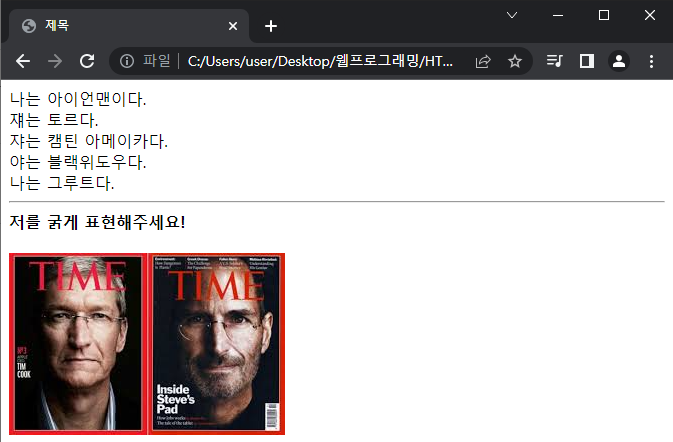 제목
파일
C:/Users/user/Desktop/웹프로그래밍/HT...
나는 아이언맨이다.
쟤는 토르다.
쟈는 캡틴 아메이카다.
야는 블랙위도우다.
나는 그루트다.
저를 굵게 표현해주세요!
TIME
Nº3
APPLE
CEO
TIM
COOK
TIME
Inside
Steve's
Pad